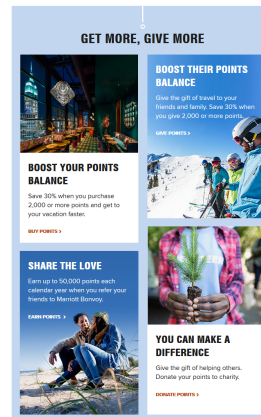 GET MORE, GIVE MORE
BOOST YOUR POINTS
BALANCE
Save 30% when you purchase
2,000 or more points and get to
your vacation faster.
BUY POINTS >
SHARE THE LOVE
Earn up to 50,000 points each
calendar year when you refer your
friends to Marriott Bonvoy.
EARN POINTS >
BOOST THEIR POINTS
BALANCE
Give the gift of travel to your
friends and family. Save 30% when
you give 2,000 or more points.
GIVE POINTS >
YOU CAN MAKE A
DIFFERENCE
Give the gift of helping others.
Donate your points to charity.
DONATE POINTS >